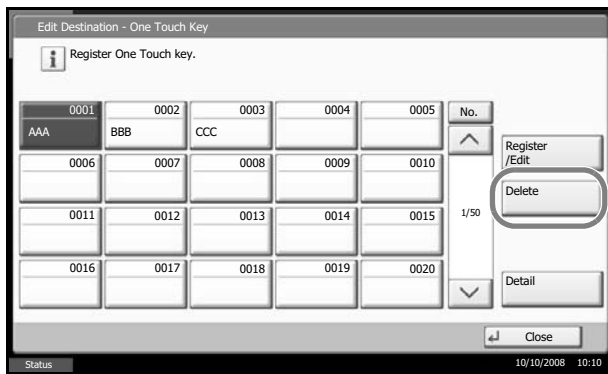 Edit Destination - One Touch Key
Register One Touch key.
0001 0002 0003 0004 0005 No.
AAA BBB CCC
Register
/Edit
0006 0007 0008 0009 0010
Delete
0011 0012 0013 0014 0015 1/50
0016 0017 0018 0019 0020
Detail
Close
Status 10/10/2008 10:10